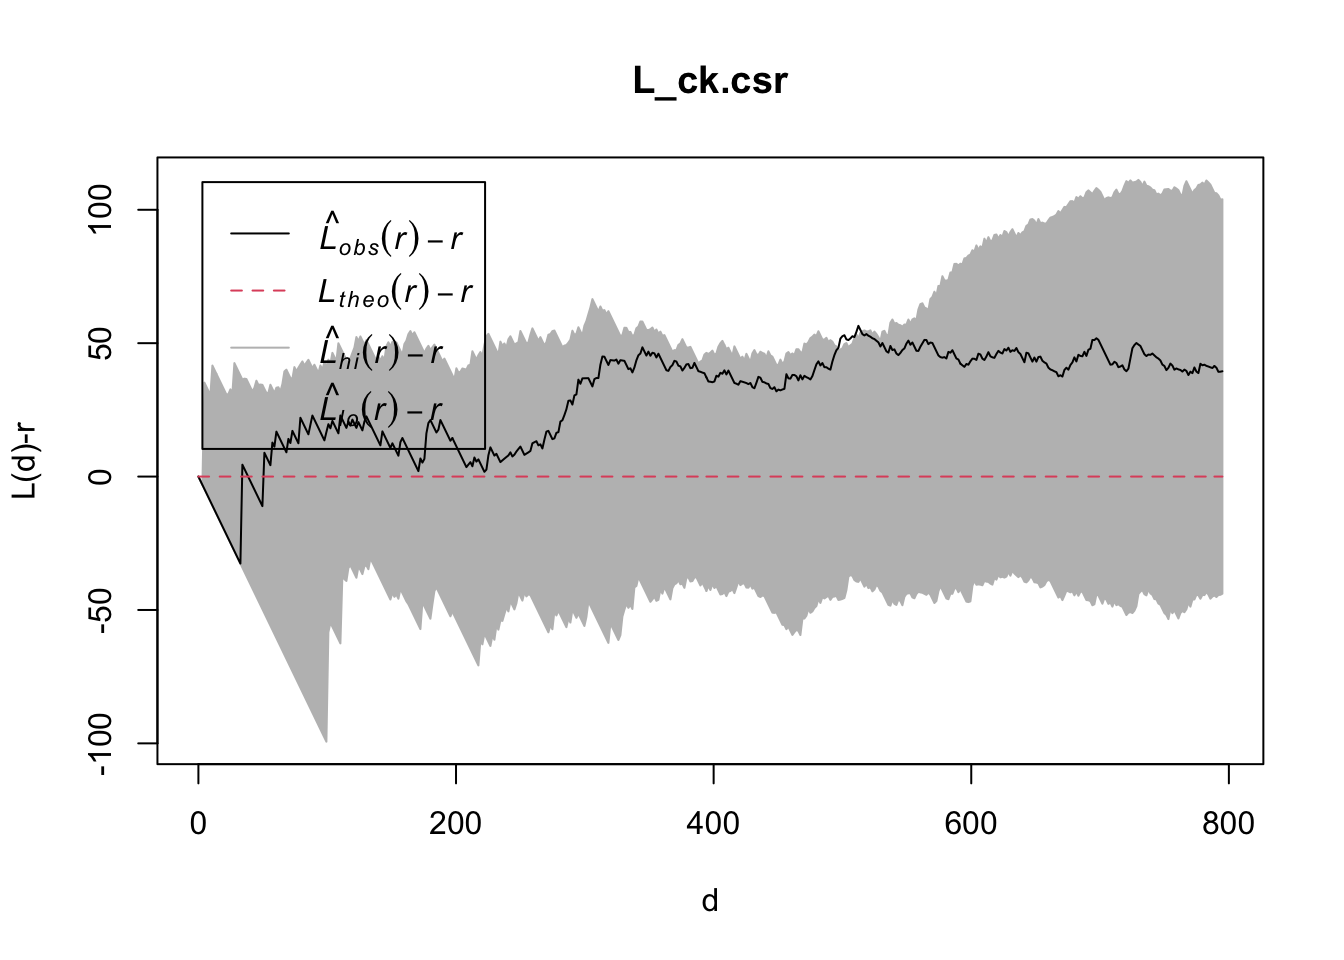 L_ck.csr
L̂obs(r) − r
Ltheo(r) − r
L̂hi(r) − r
L̂lo(r) − r
L(d)-r
100
50
0
-50
-100
0 200 400 600 800
d